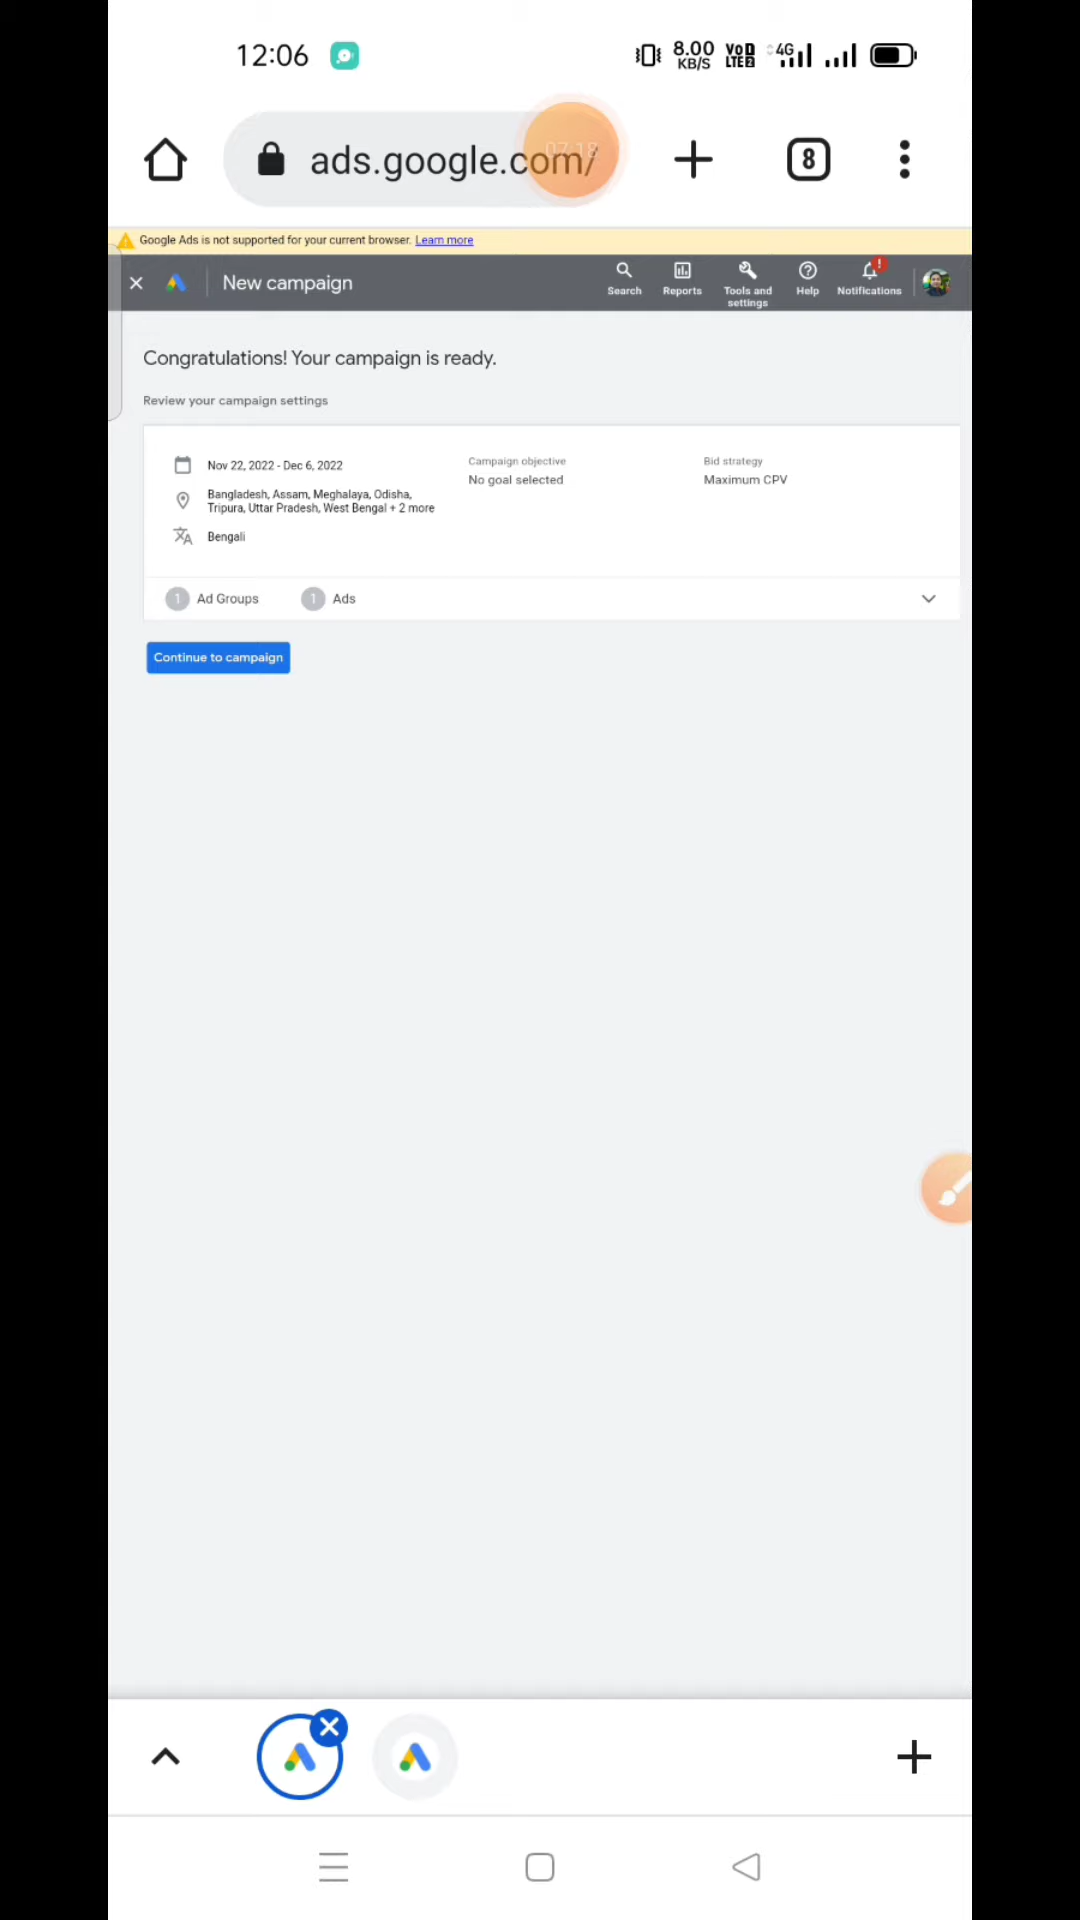 12:06
8.00
KB/S
VoD
LTE2
4G
ads.google.com/
07:18
8
Google Ads is not supported for your current browser. Learn more
New campaign
Search
Reports
Tools and
settings
Help
Notifications
Congratulations! Your campaign is ready.
Review your campaign settings
Nov 22, 2022 - Dec 6, 2022
Bangladesh, Assam, Meghalaya, Odisha,
Tripura, Uttar Pradesh, West Bengal + 2 more
Bengali
Campaign objective
No goal selected
Bid strategy
Maximum CPV
1 Ad Groups
1 Ads
Continue to campaign